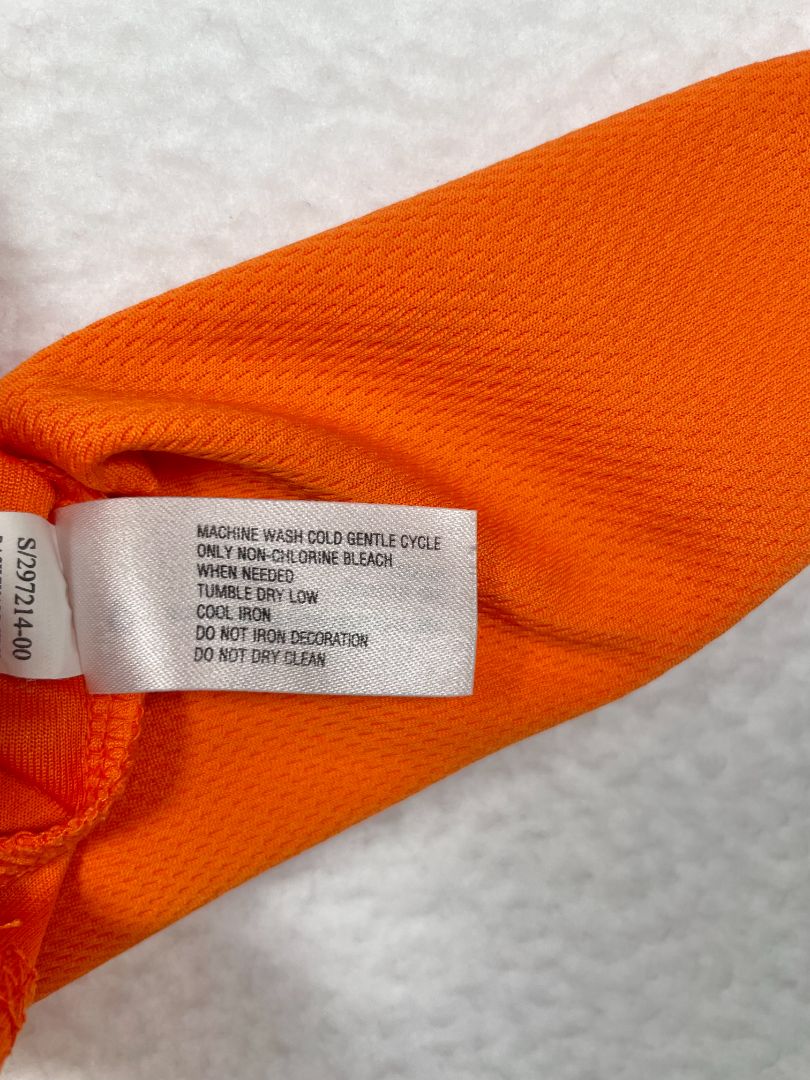 MACHINE WASH COLD GENTLE CYCLE
ONLY NON-CHLORINE BLEACH
WHEN NEEDED
TUMBLE DRY LOW
COOL IRON
DO NOT IRON DECORATION
DO NOT DRY CLEAN
S/297214-00